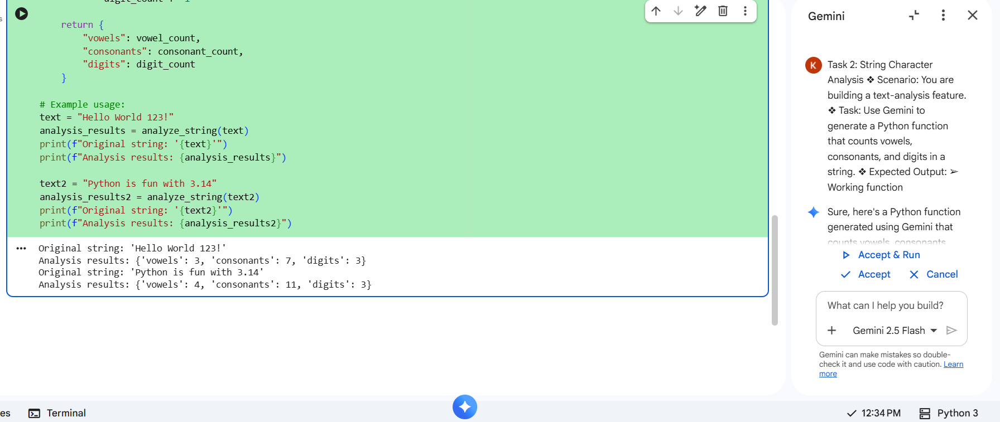 return {
"vowels": vowel_count,
"consonants": consonant_count,
"digits": digit_count
}
# Example usage:
text = "Hello World 123!"
analysis_results = analyze_string(text)
print(f"Original string: '{text}'")
print(f"Analysis results: {analysis_results}")
text2 = "Python is fun with 3.14"
analysis_results2 = analyze_string(text2)
print(f"Original string: '{text2}'")
print(f"Analysis results: {analysis_results2}")
Original string: 'Hello World 123!'
Analysis results: {'vowels': 3, 'consonants': 7, 'digits': 3}
Original string: 'Python is fun with 3.14'
Analysis results: {'vowels': 4, 'consonants': 11, 'digits': 3}
Gemini
K
Task 2: String Character
Analysis ❖ Scenario: You are
building a text-analysis feature.
❖ Task: Use Gemini to
generate a Python function
that counts vowels,
consonants, and digits in a
string. ❖ Expected Output: ➢
Working function
Sure, here's a Python function
generated using Gemini that
counts vowels, consonants
Accept & Run
Accept
Cancel
What can I help you build?
Gemini 2.5 Flash
Gemini can make mistakes so double-
check it and use code with caution. Learn
more
es
Terminal
12:34 PM
Python 3